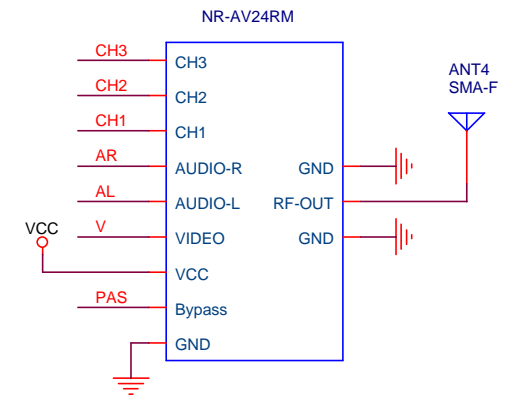 NR-AV24RM
CH3
CH3
ANT4
SMA-F
CH2
CH2
CH1
CH1
AR
AUDIO-R
GND
AL
AUDIO-L
RF-OUT
V
VIDEO
GND
VCC
VCC
PAS
Bypass
GND